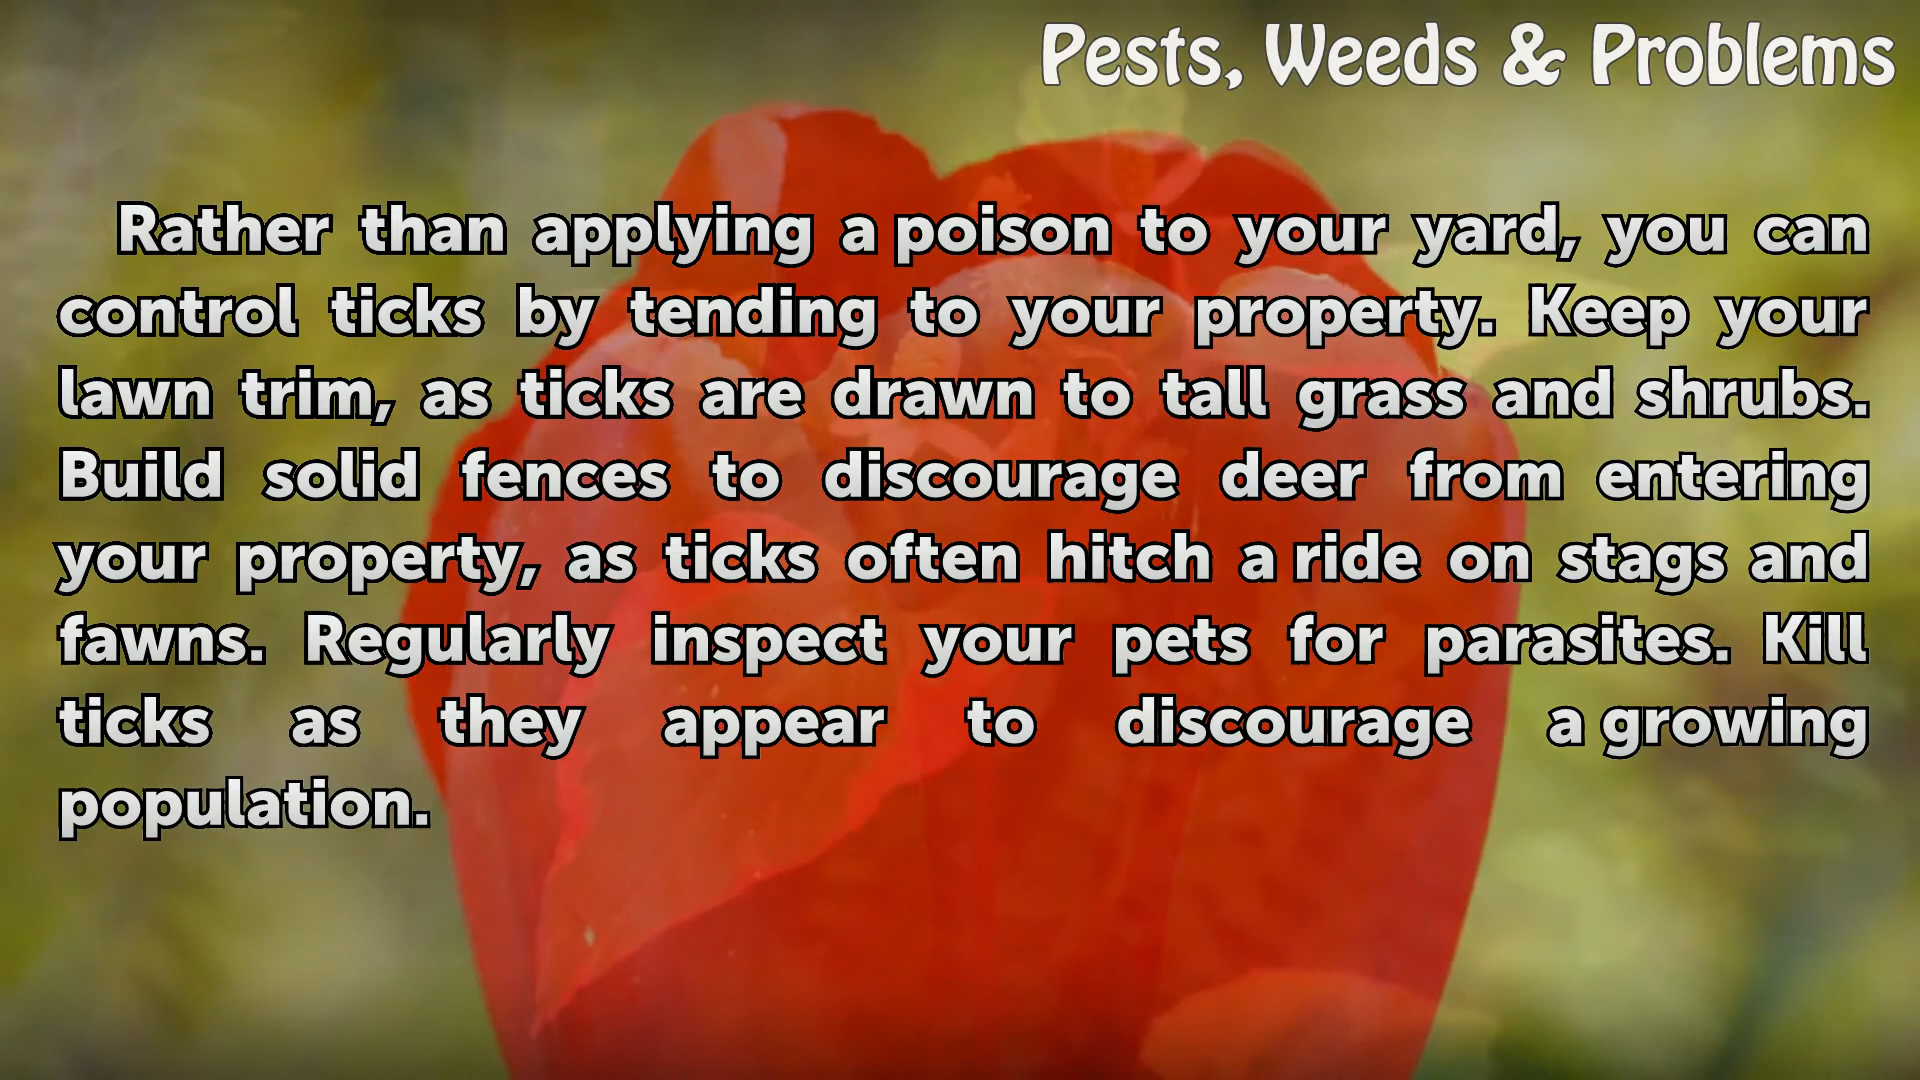 Pests, Weeds & Problems
Rather than applying a poison to your yard, you can
control ticks by tending to your property. Keep your
lawn trim, as ticks are drawn to tall grass and shrubs.
Build solid fences to discourage deer from entering
your property, as ticks often hitch a ride on stags and
fawns. Regularly inspect your pets for parasites. Kill
ticks as they appear to discourage a growing
population.